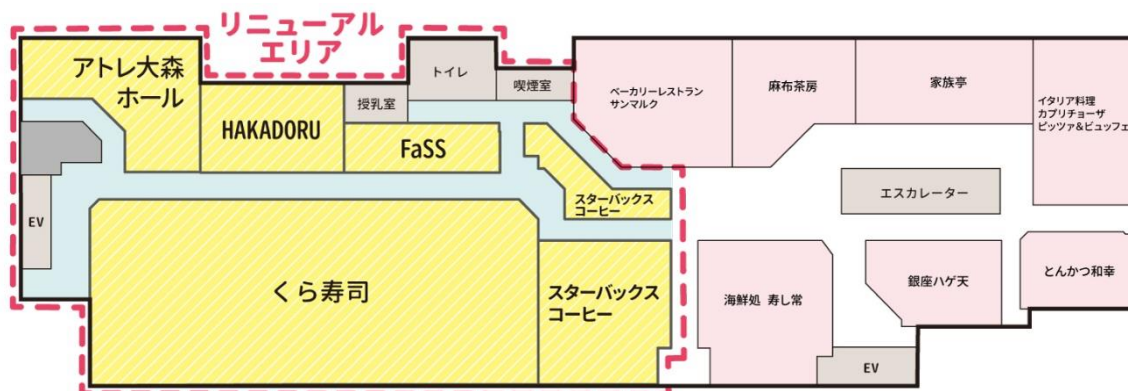 リニューアル
エリア
アトレ大森
ホール
HAKADORU
授乳室
トイレ
喫煙室
FaSS
スターバックス
コーヒー
EV
くら寿司
スターバックス
コーヒー
ベーカリーレストラン
サンマルク
麻布茶房
家族亭
イタリア料理
カプリチョーザ
ピッツァ&ビュッフェ
エスカレーター
海鮮処 寿し常
銀座ハゲ天
とんかつ和幸
EV